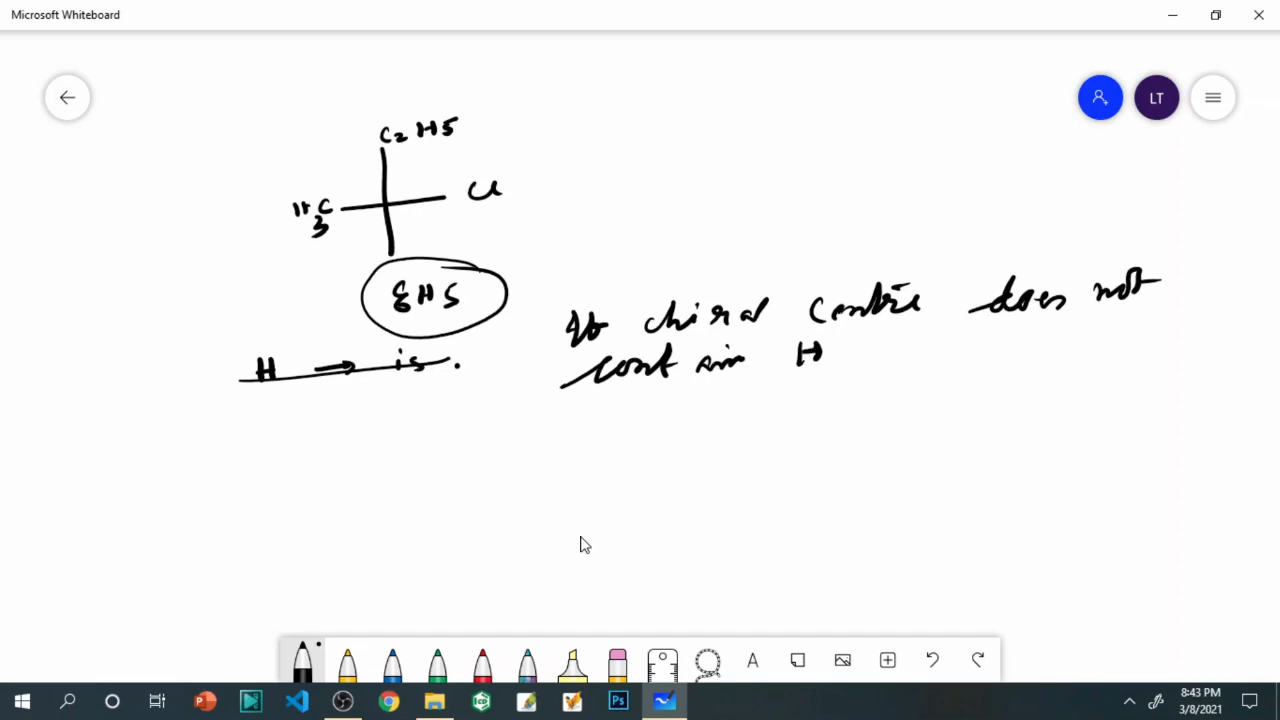 Microsoft Whiteboard
LT
C2H5
H3C
Cl
H5
If chiral centre does not
contain H
H → is.
A
8:43 PM
3/8/2021